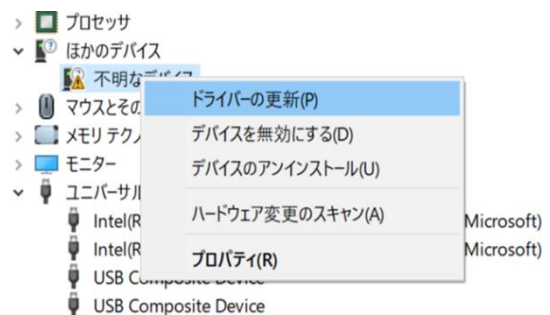 プロセッサ
ほかのデバイス
不明な
ドライバーの更新(P)
マウスとその
デバイスを無効にする(D)
メモリ テクノ
デバイスのアンインストール(U)
モニター
ユニバーサル
ハードウェア変更のスキャン(A)
Intel(R
Microsoft)
Intel(R
Microsoft)
プロパティ(R)
USB Composite Device
USB Composite Device